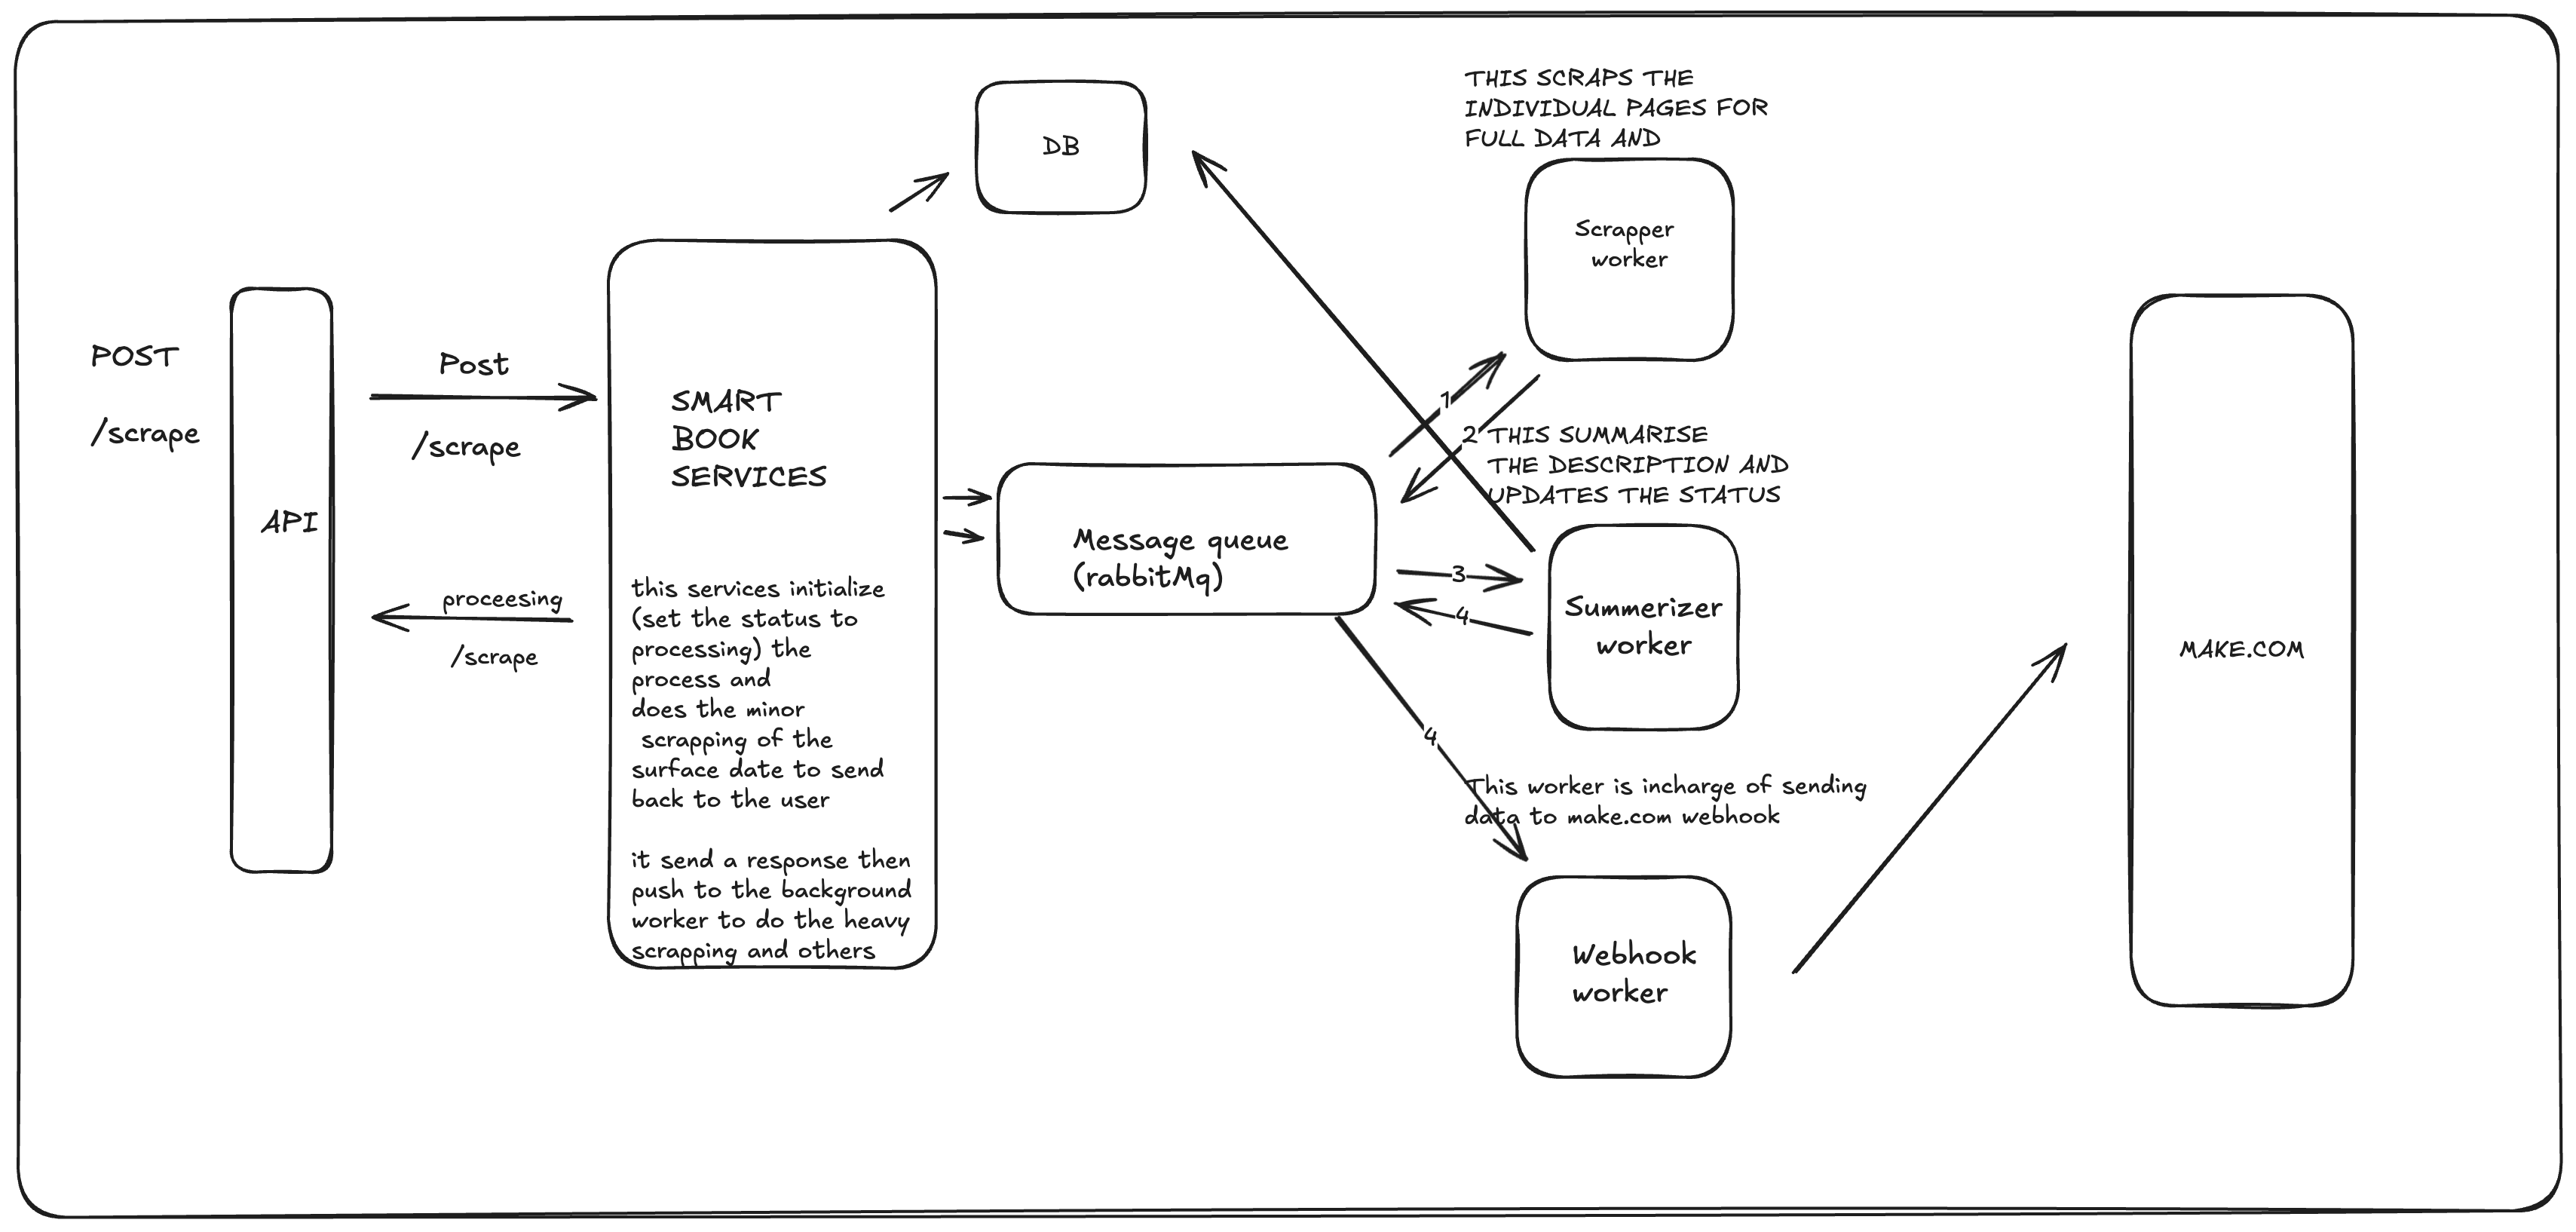 POST
/scrape
API
Post
/scrape
proceesing
/scrape
SMART
BOOK
SERVICES
this services initialize
(set the status to
processing) the
process and
does the minor
scrapping of the
surface date to send
back to the user
it send a response then
push to the background
worker to do the heavy
scrapping and others
DB
Message queue
(rabbitMq)
THIS SCRAPS THE
INDIVIDUAL PAGES FOR
FULL DATA AND
Scrapper
worker
1
2
THIS SUMMARISE
THE DESCRIPTION AND
UPDATES THE STATUS
3
4
Summerizer
worker
4
This worker is incharge of sending
data to make.com webhook
Webhook
worker
MAKE.COM